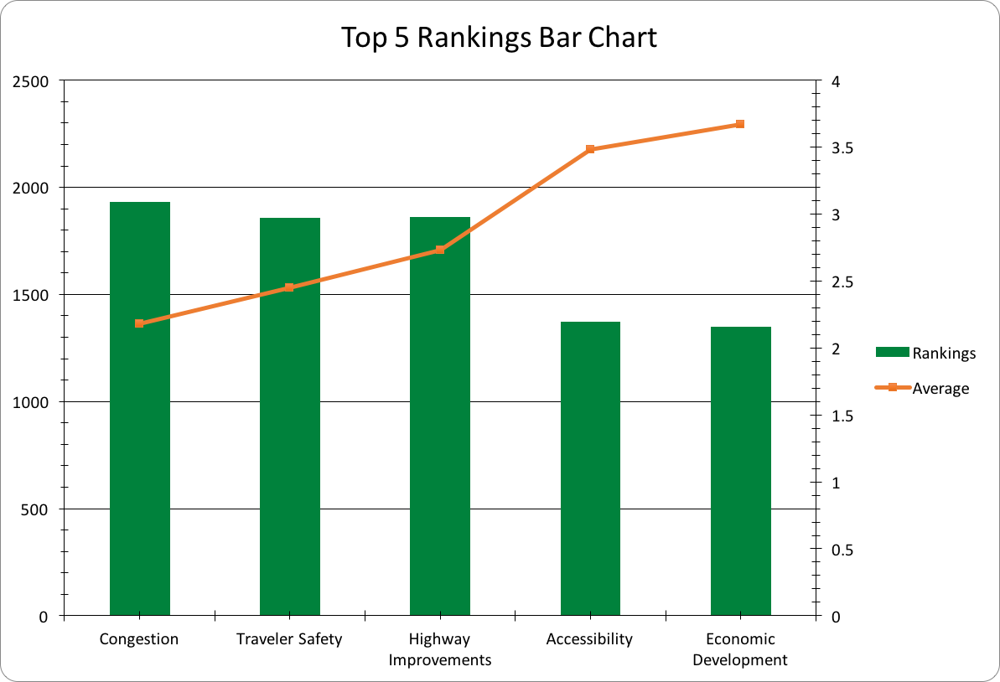 Top 5 Rankings Bar Chart
2500
2000
1500
1000
500
0
4
3.5
3
2.5
2
1.5
1
0.5
0
Congestion
Traveler Safety
Highway
Improvements
Accessibility
Economic
Development
Rankings
Average